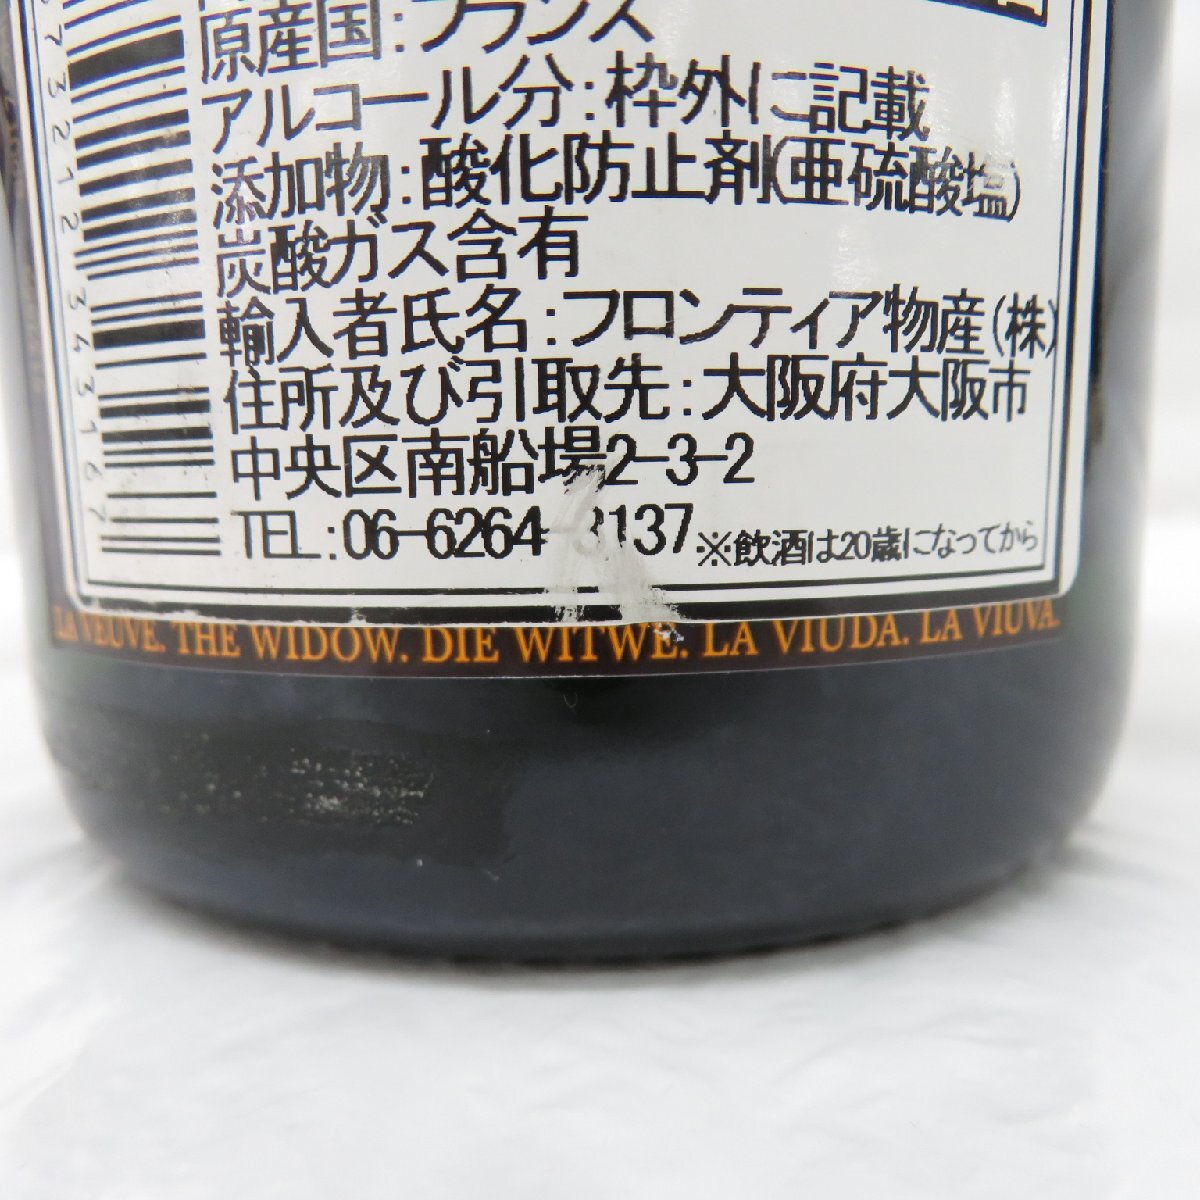 原産国:フランス
アルコール分:枠外に記載
添加物:酸化防止剤(亜硫酸塩)
炭酸ガス含有
輸入者氏名:フロンティア物産(株)
住所及び引取先:大阪府大阪市
中央区南船場2-3-2
TEL:06-6264-3137 ※飲酒は20歳になってから
73212343167
LA VEUVE. THE WIDOW. DIE WITWE. LA VIUDA. LA VIUVA.